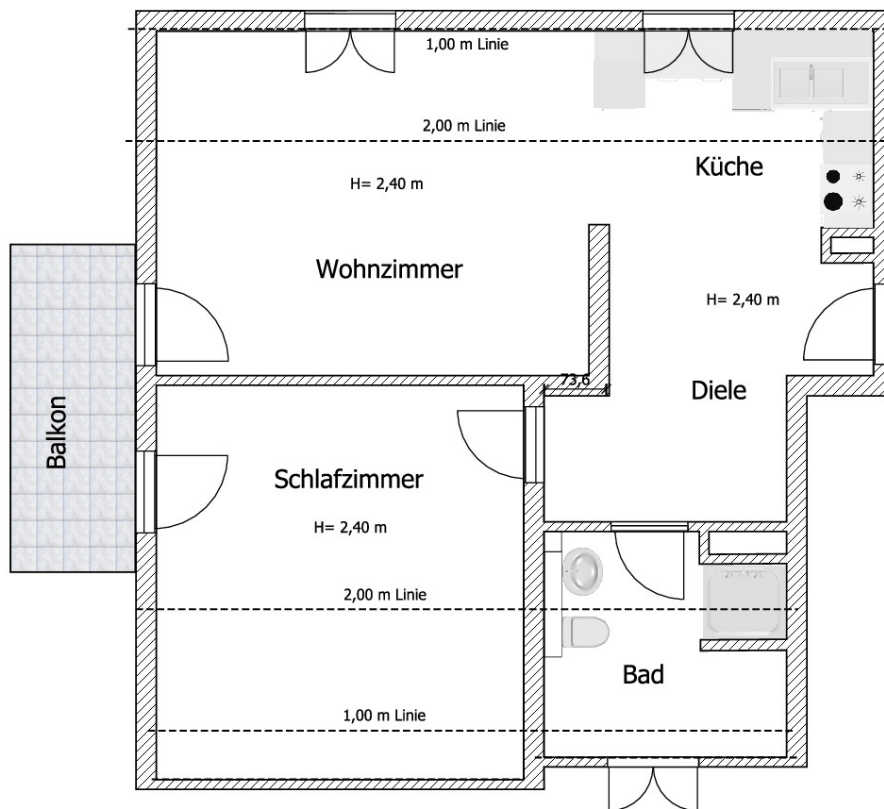 1,00 m Linie
2,00 m Linie
Küche
H= 2,40 m
Wohnzimmer
H= 2,40 m
73,6
Diele
Balkon
Schlafzimmer
H= 2,40 m
2,00 m Linie
Bad
1,00 m Linie